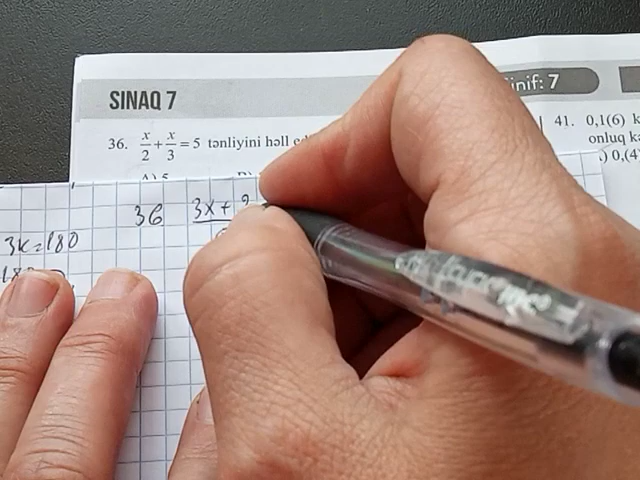 SINAQ 7
Sinif: 7
36. x/2 + x/3 = 5 tənliyini həll
A) 5
41. 0,1(6)
onluq
0,(4)
36 3x+2
3x=180